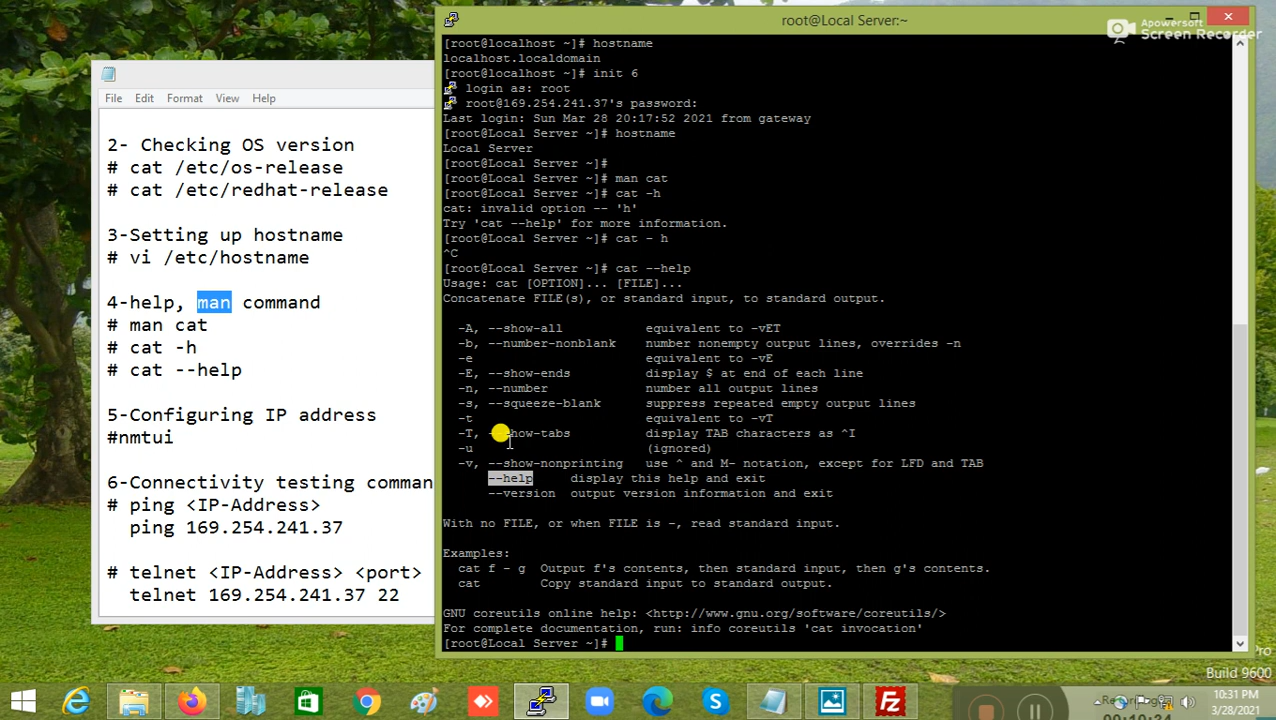 root@Local Server:~
Apowersoft
Screen Recorder
File Edit Format View Help
2- Checking OS version
# cat /etc/os-release
# cat /etc/redhat-release
3-Setting up hostname
# vi /etc/hostname
4-help, man command
# man cat
# cat -h
# cat --help
5-Configuring IP address
#nmtui
6-Connectivity testing comman
# ping <IP-Address>
ping 169.254.241.37
# telnet <IP-Address> <port>
telnet 169.254.241.37 22
[root@localhost ~]# hostname
localhost.localdomain
[root@localhost ~]# init 6
login as: root
root@169.254.241.37's password:
Last login: Sun Mar 28 20:17:52 2021 from gateway
[root@Local Server ~]# hostname
Local Server
[root@Local Server ~]#
[root@Local Server ~]# man cat
[root@Local Server ~]# cat -h
cat: invalid option -- 'h'
Try 'cat --help' for more information.
[root@Local Server ~]# cat - h
^C
[root@Local Server ~]# cat --help
Usage: cat [OPTION]... [FILE]...
Concatenate FILE(s), or standard input, to standard output.
-A, --show-all equivalent to -vET
-b, --number-nonblank number nonempty output lines, overrides -n
-e equivalent to -vE
-E, --show-ends display $ at end of each line
-n, --number number all output lines
-s, --squeeze-blank suppress repeated empty output lines
-t equivalent to -vT
-T, --show-tabs display TAB characters as ^I
-u (ignored)
-v, --show-nonprinting use ^ and M- notation, except for LFD and TAB
--help display this help and exit
--version output version information and exit
With no FILE, or when FILE is -, read standard input.
Examples:
cat f - g Output f's contents, then standard input, then g's contents.
cat Copy standard input to standard output.
GNU coreutils online help: <http://www.gnu.org/software/coreutils/>
For complete documentation, run: info coreutils 'cat invocation'
[root@Local Server ~]#
Build 9600
10:31 PM
3/28/2021